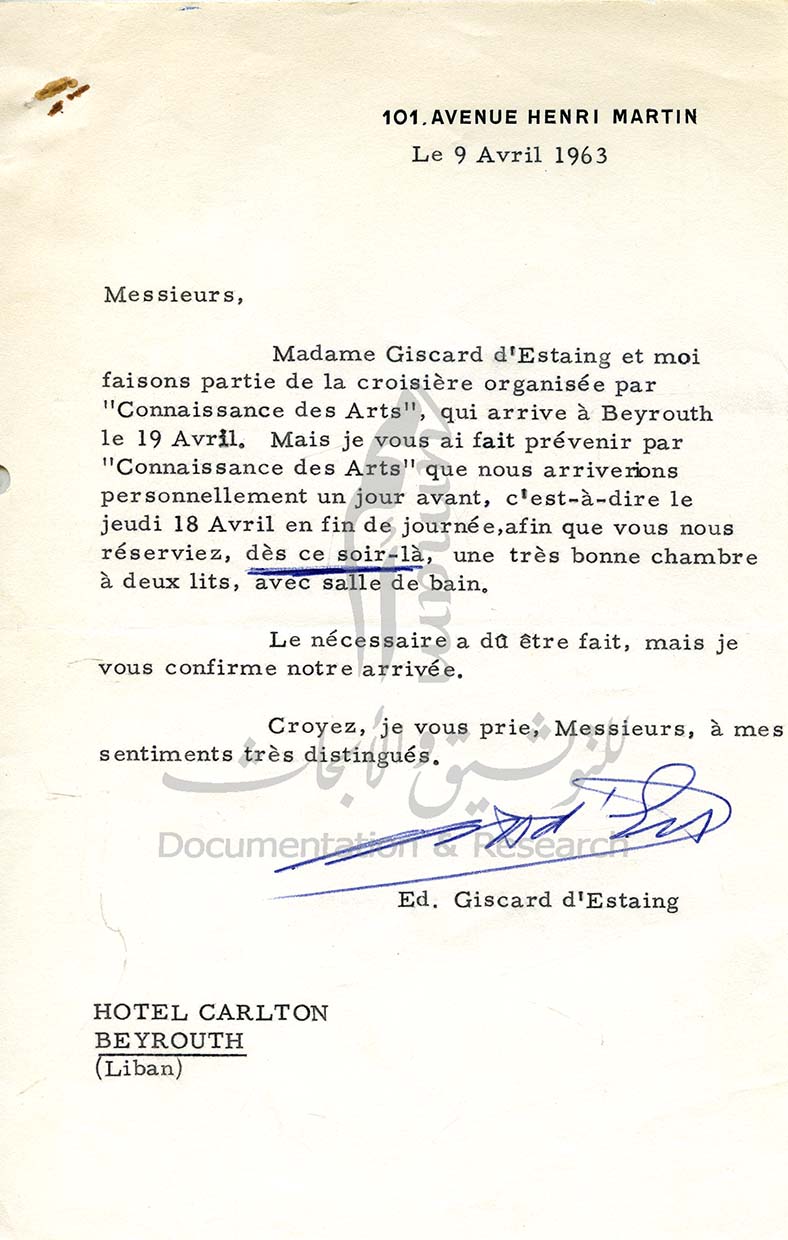 101. AVENUE HENRI MARTIN
Le 9 Avril 1963
Messieurs,
Madame Giscard d'Estaing et moi
faisons partie de la croisière organisée par
"Connaissance des Arts", qui arrive à Beyrouth
le 19 Avril. Mais je vous ai fait prévenir par
"Connaissance des Arts" que nous arriverions
personnellement un jour avant, c'est-à-dire le
jeudi 18 Avril en fin de journée,afin que vous nous
réserviez, dès ce soir-là, une très bonne chambre
à deux lits, avec salle de bain.
Le nécessaire a dû être fait, mais je
vous confirme notre arrivée.
Croyez, je vous prie, Messieurs, à mes
sentiments très distingués.
للتوثيق و الأبحاث
Documentation & Research
Ed. Giscard d'Estaing
HOTEL CARLTON
BEYROUTH
(Liban)